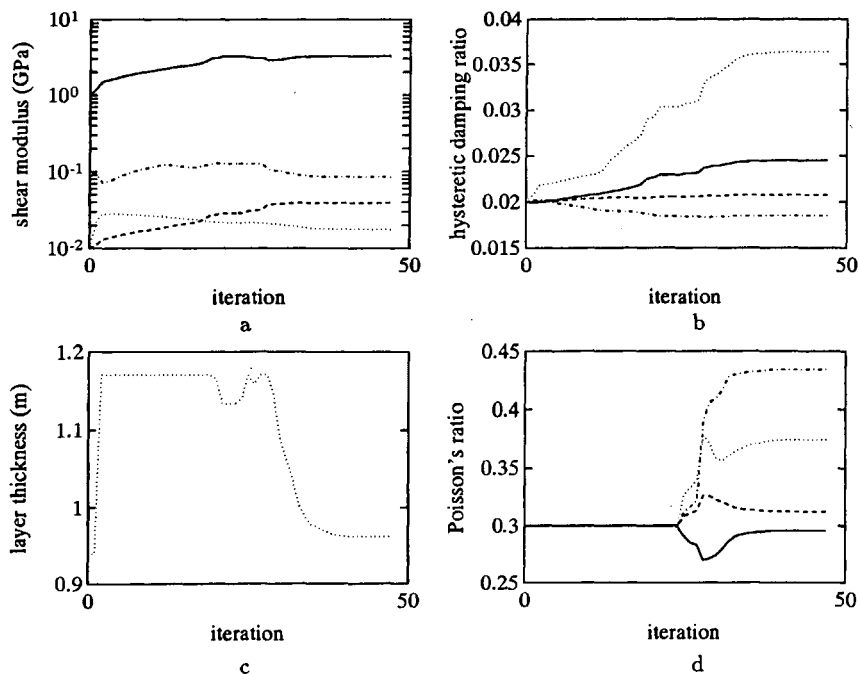 10^1
10^0
10^-1
10^-2
shear modulus (GPa)
0
50
iteration
a
0.04
0.035
0.03
0.025
0.02
0.015
hysteretic damping ratio
0
50
iteration
b
1.2
1.1
1
0.9
layer thickness (m)
0
50
iteration
c
0.45
0.4
0.35
0.3
0.25
Poisson's ratio
0
50
iteration
d